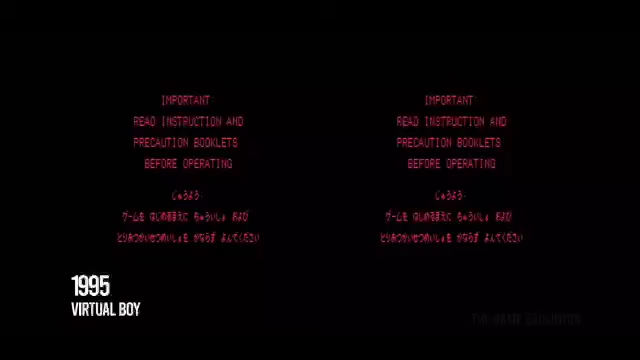 IMPORTANT:
READ INSTRUCTION AND
PRECAUTION BOOKLETS
BEFORE OPERATING
じゅうよう:
ゲームを はじめるまえに ちゅういしょ および
とりあつかいせつめいしょを かならず よんでください
IMPORTANT:
READ INSTRUCTION AND
PRECAUTION BOOKLETS
BEFORE OPERATING
じゅうよう:
ゲームを はじめるまえに ちゅういしょ および
とりあつかいせつめいしょを かならず よんでください
1995
VIRTUAL BOY